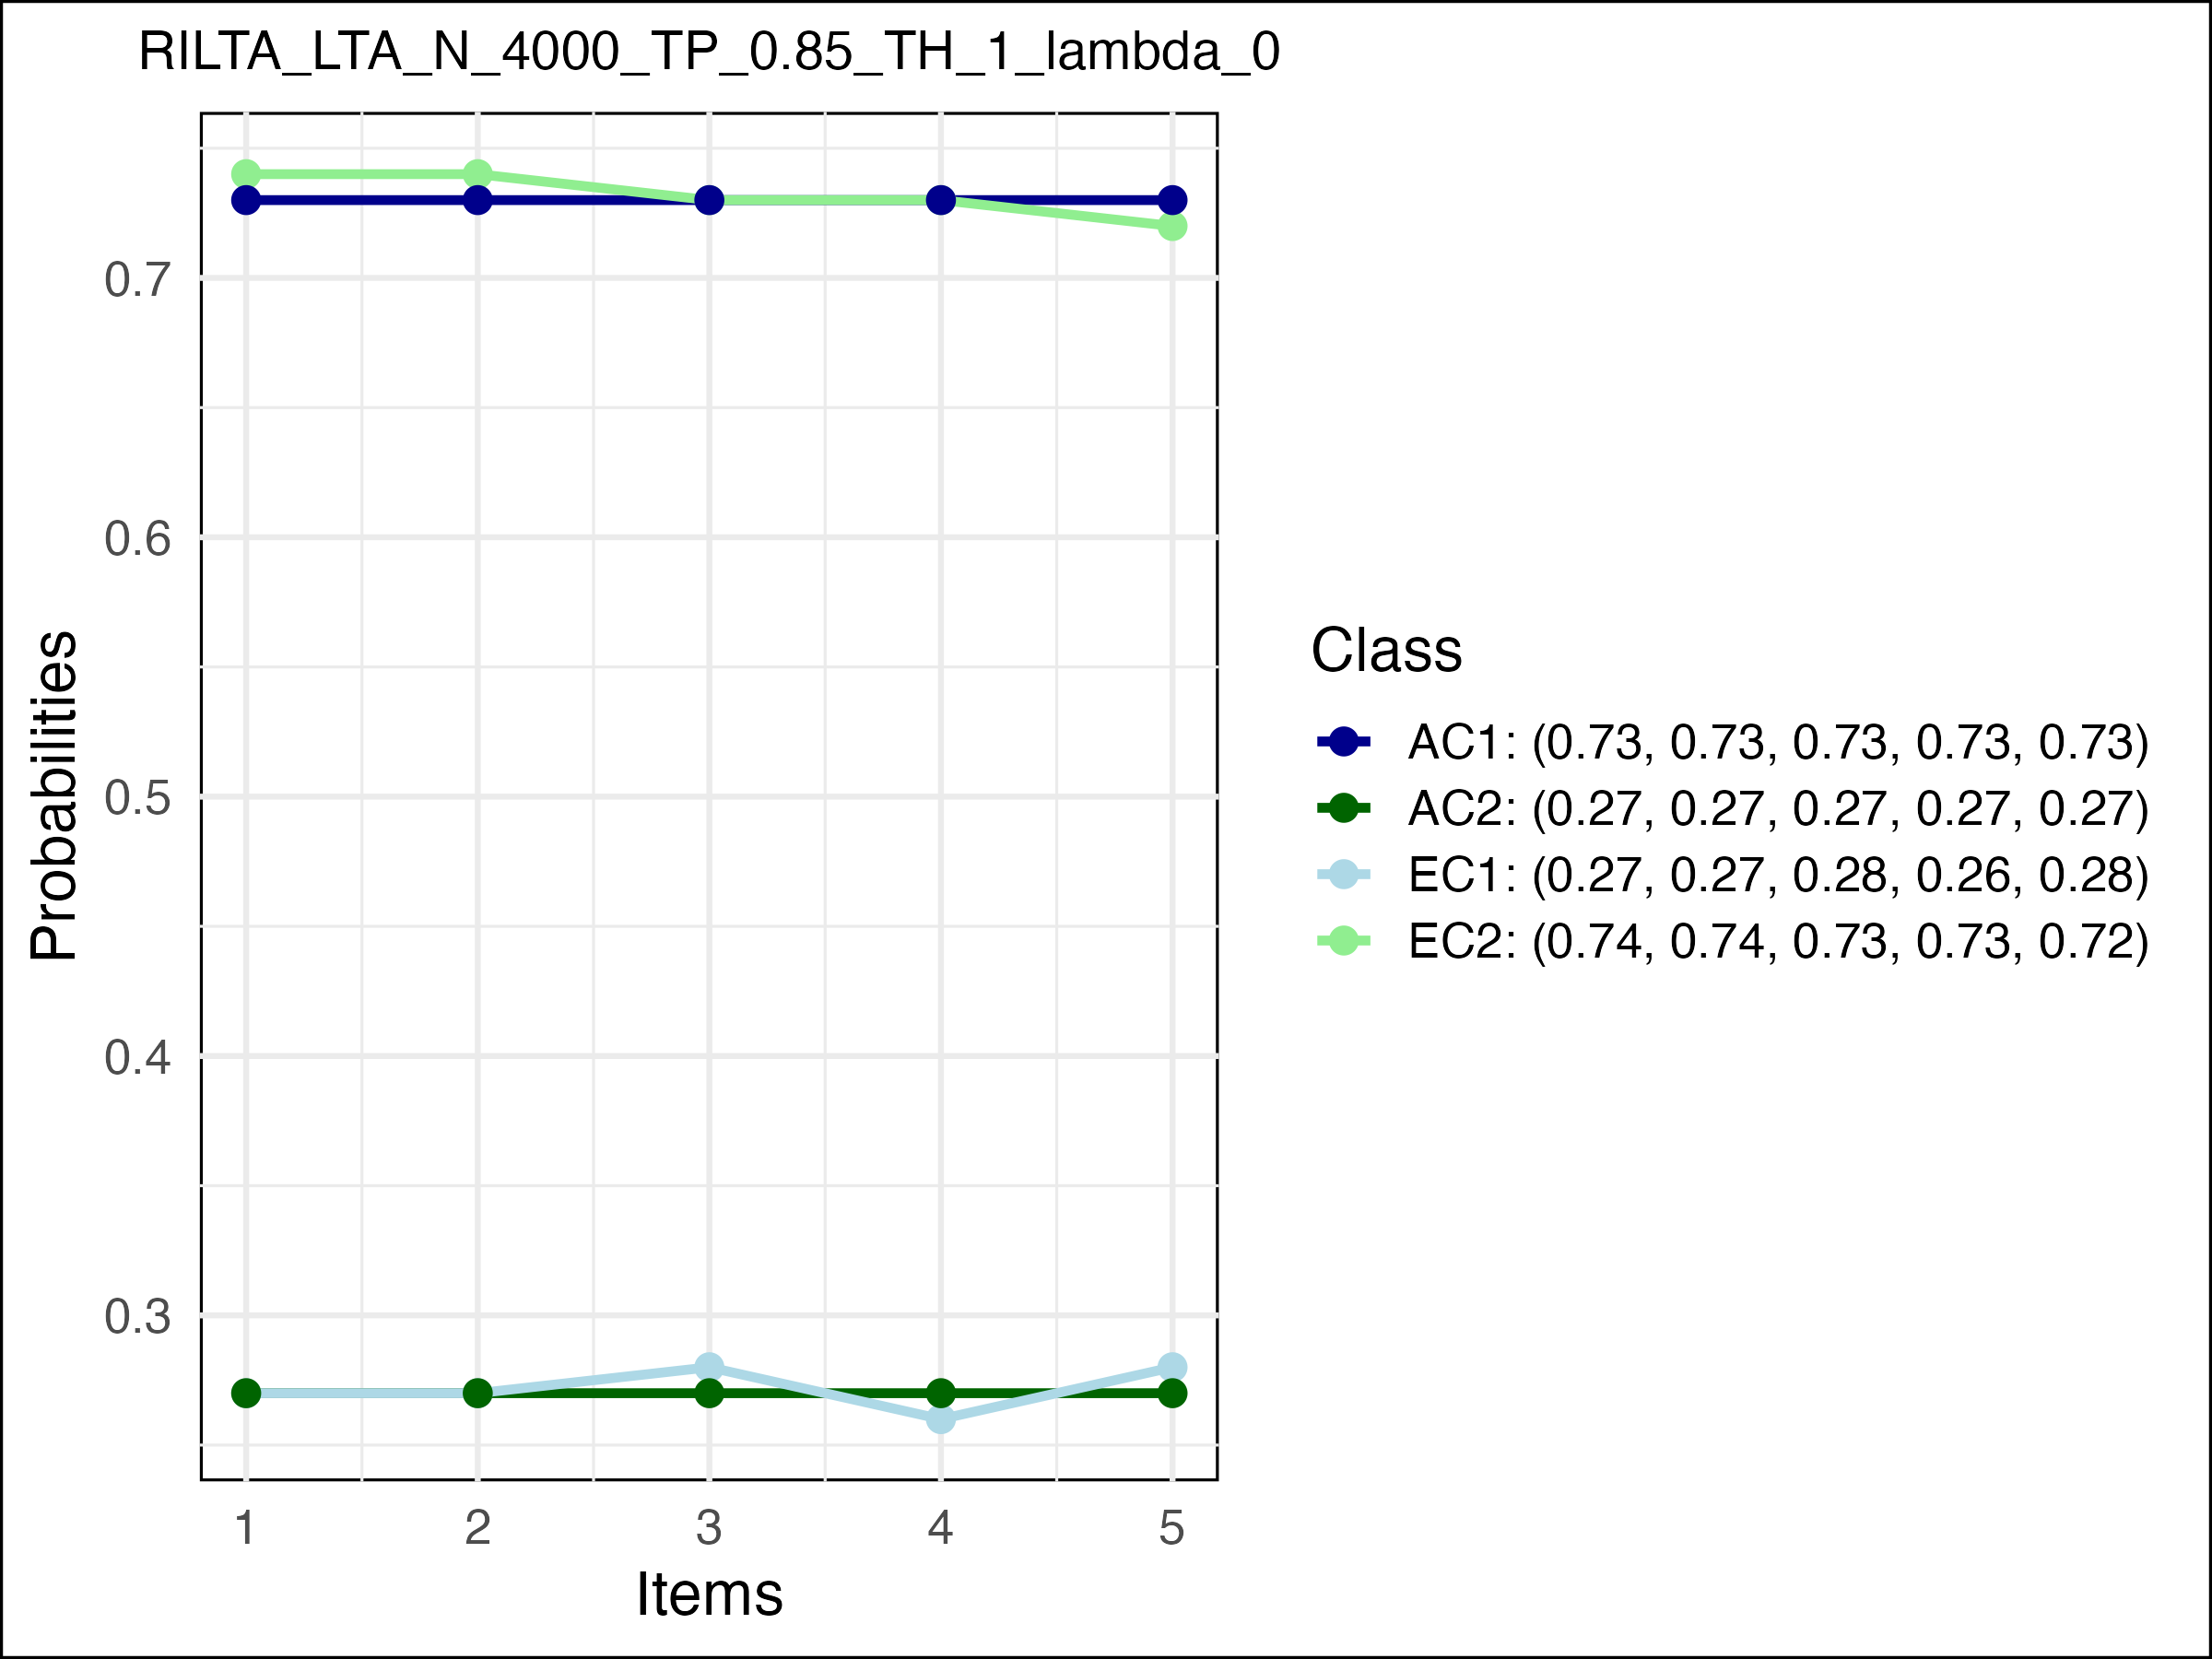 RILTA_LTA_N_4000_TP_0.85_TH_1_lambda_0
Probabilities
0.7
0.6
0.5
0.4
0.3
1 2 3 4 5
Items
Class
AC1: (0.73, 0.73, 0.73, 0.73, 0.73)
AC2: (0.27, 0.27, 0.27, 0.27, 0.27)
EC1: (0.27, 0.27, 0.28, 0.26, 0.28)
EC2: (0.74, 0.74, 0.73, 0.73, 0.72)